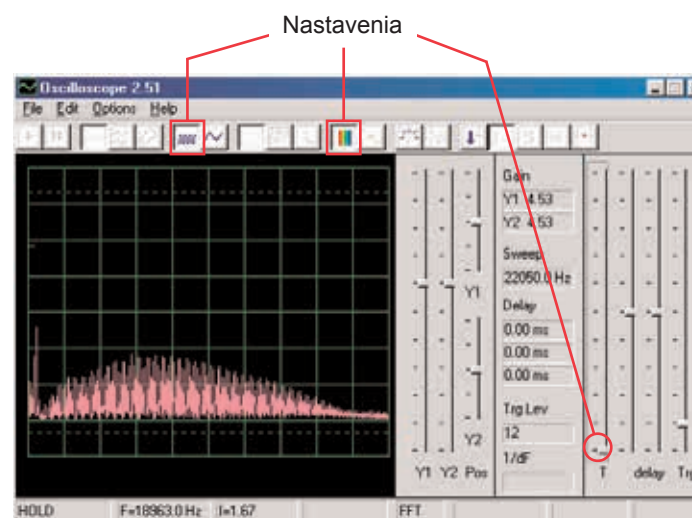 Nastavenia
Oscilloscope 2.51
File Edit Options Help
Gain
Y1 4.53
Y2 4.53
Sweep
22050.0 Hz
Y1
Delay
0.00 ms
0.00 ms
0.00 ms
Trg Lev
12
Y2
1/dF
Y1 Y2 Pos
T delay Trg
HOLD F=18963.0 Hz I=1.67 FFT